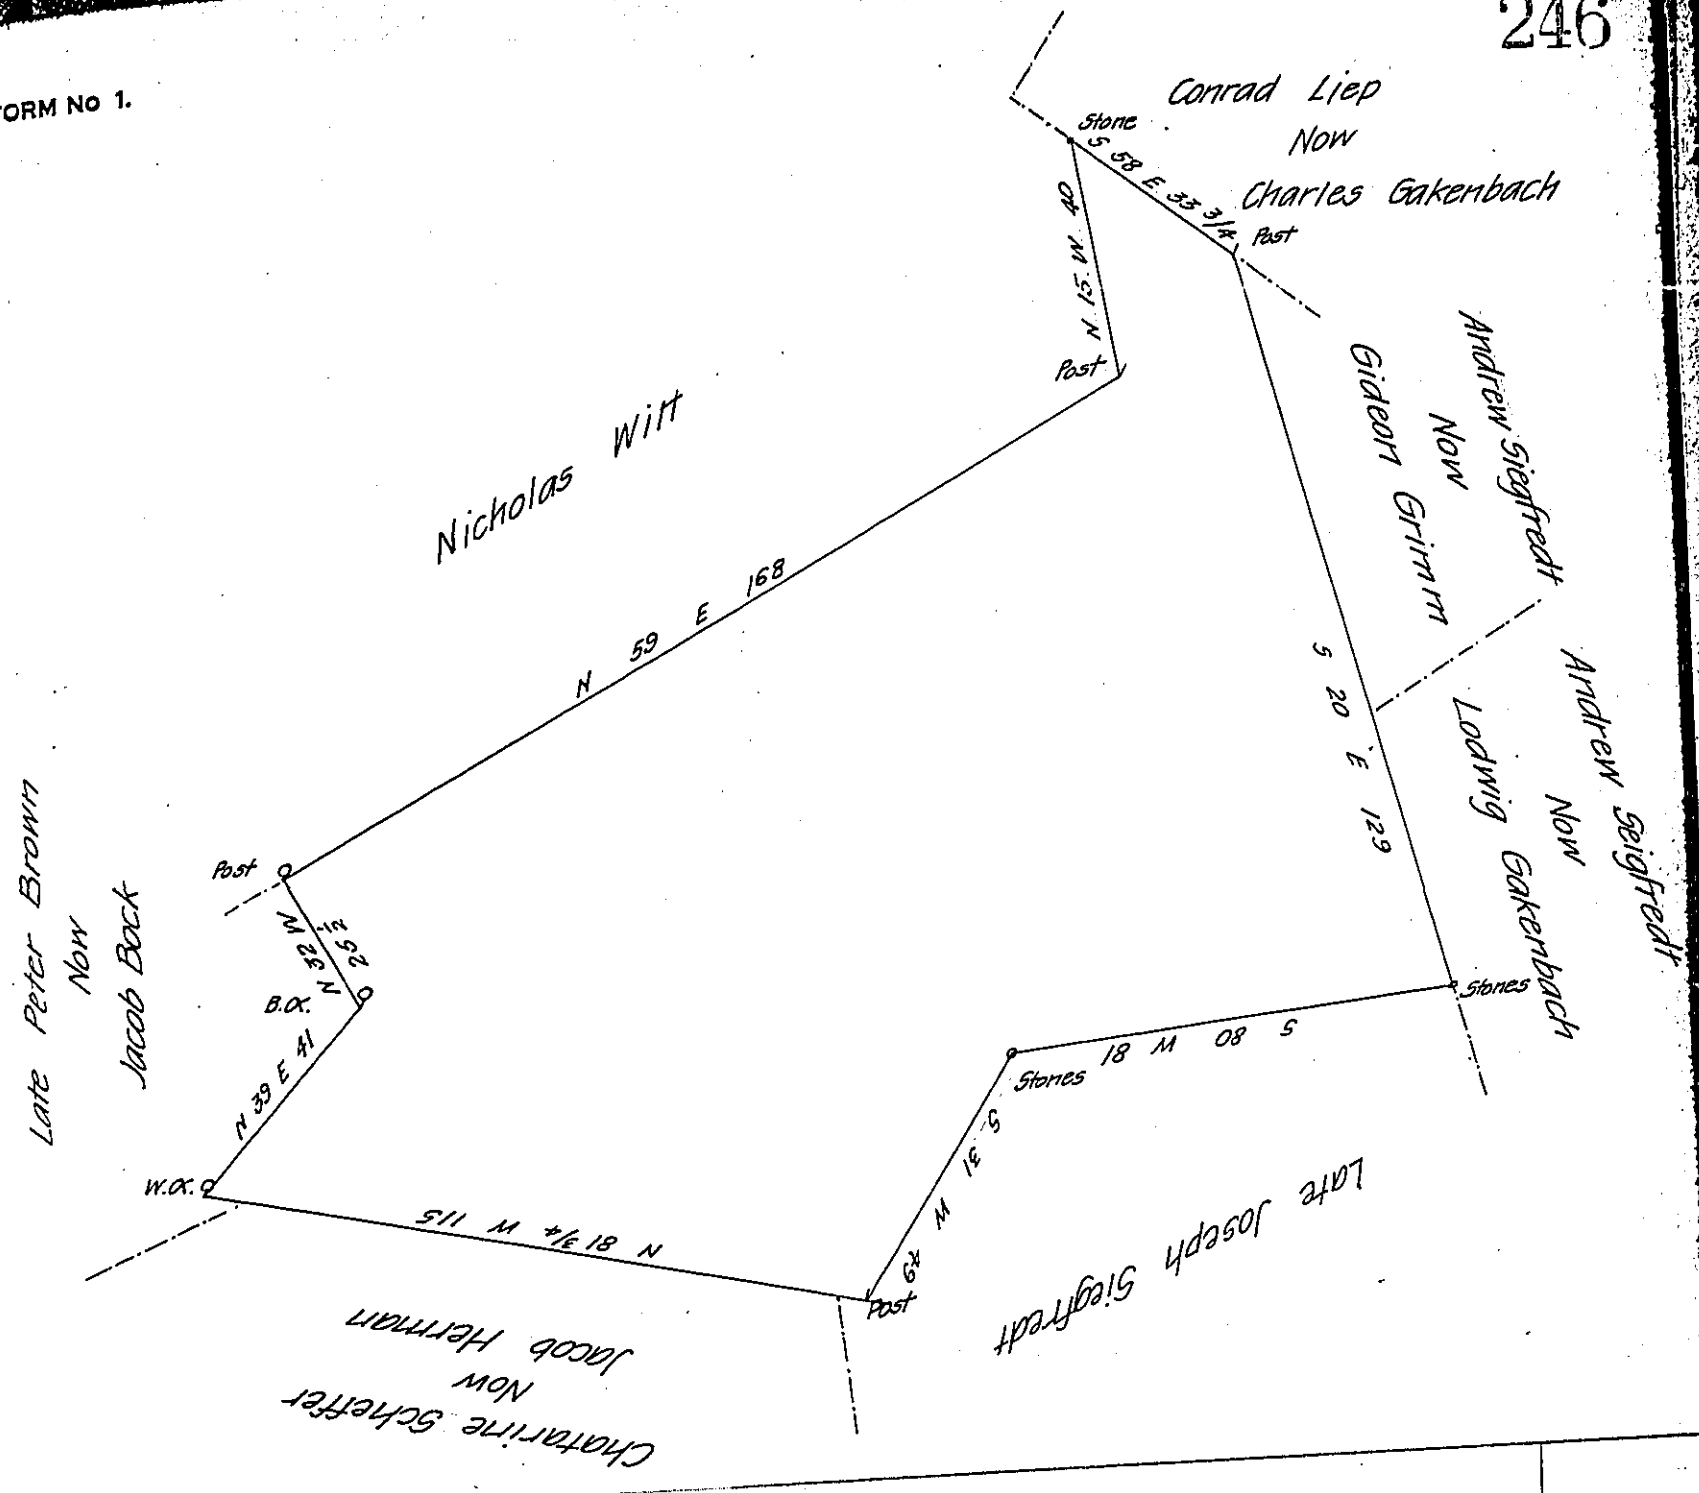 246
FORM No 1.
Conrad Liep
Now
Charles Gakenbach
Stone
S 58 E 33 3/4
Post
N 15 W 40
Post
Andrew Siegfredt
Now
Gideon Grimm
Nicholas Witt
N 59 E 168
S 20 E 129
Andrew Seigfredt
Now
Lodwig Gakenbach
Late Peter Brown
Now
Jacob Bock
Post
N 32 W
25 1/2
B.O.
N 39 E 41
W.O.
Stones
S 80 W 81
Stones
S 31 W
Post
N 81 3/4 W 115
Late Joseph Siegfredt
Chatarine Scheffer
Now
Jacob Herman